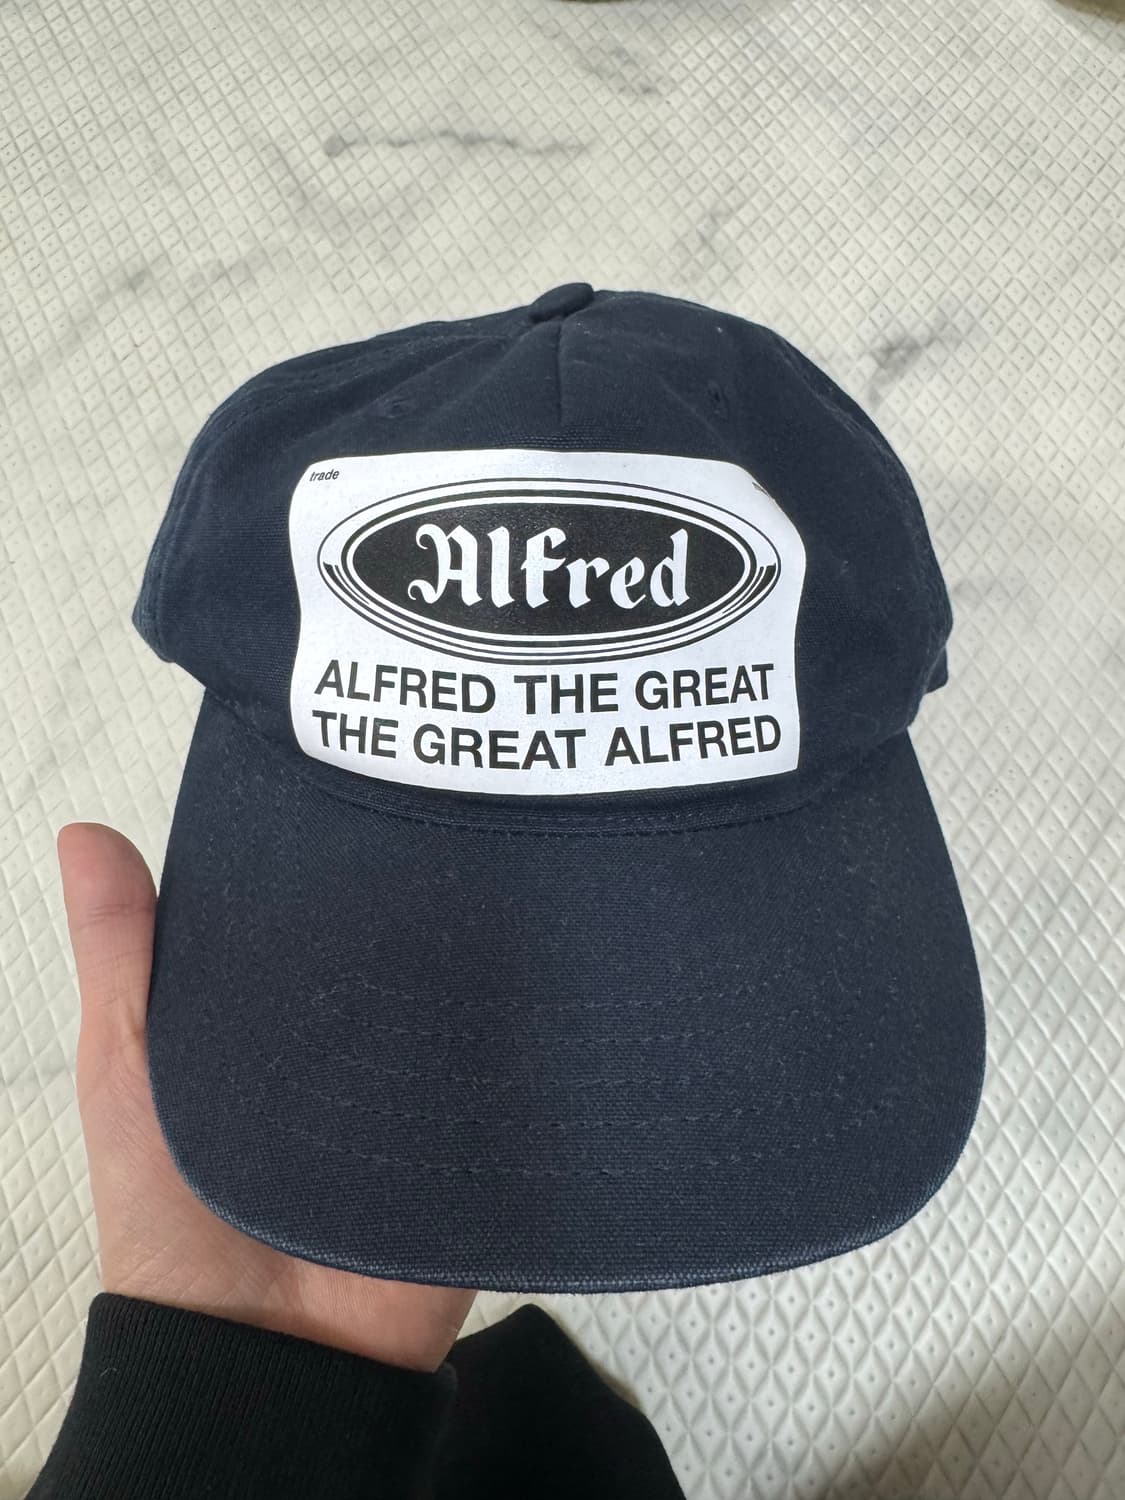 trade
Alfred
ALFRED THE GREAT
THE GREAT ALFRED